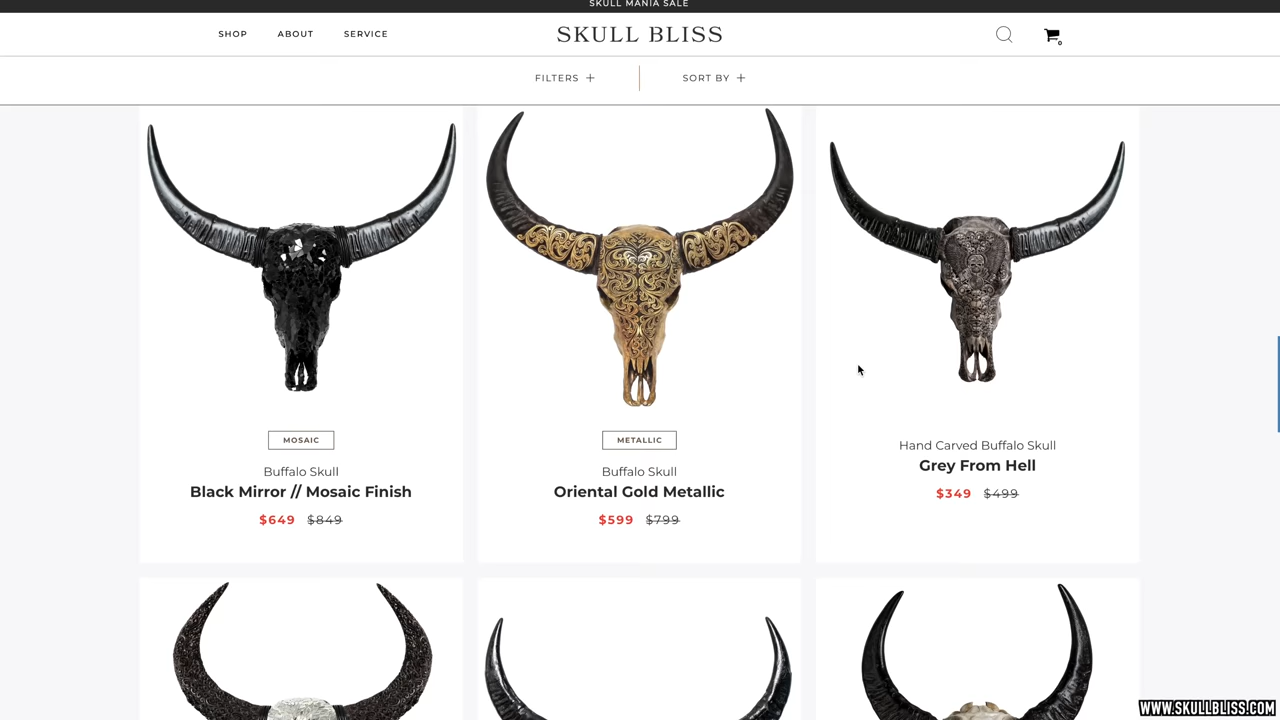 SKULL MANIA SALE
SHOP ABOUT SERVICE
SKULL BLISS
0
FILTERS +
SORT BY +
MOSAIC
Buffalo Skull
Black Mirror // Mosaic Finish
$649 $849
METALLIC
Buffalo Skull
Oriental Gold Metallic
$599 $799
Hand Carved Buffalo Skull
Grey From Hell
$349 $499
WWW.SKULLBLISS.COM